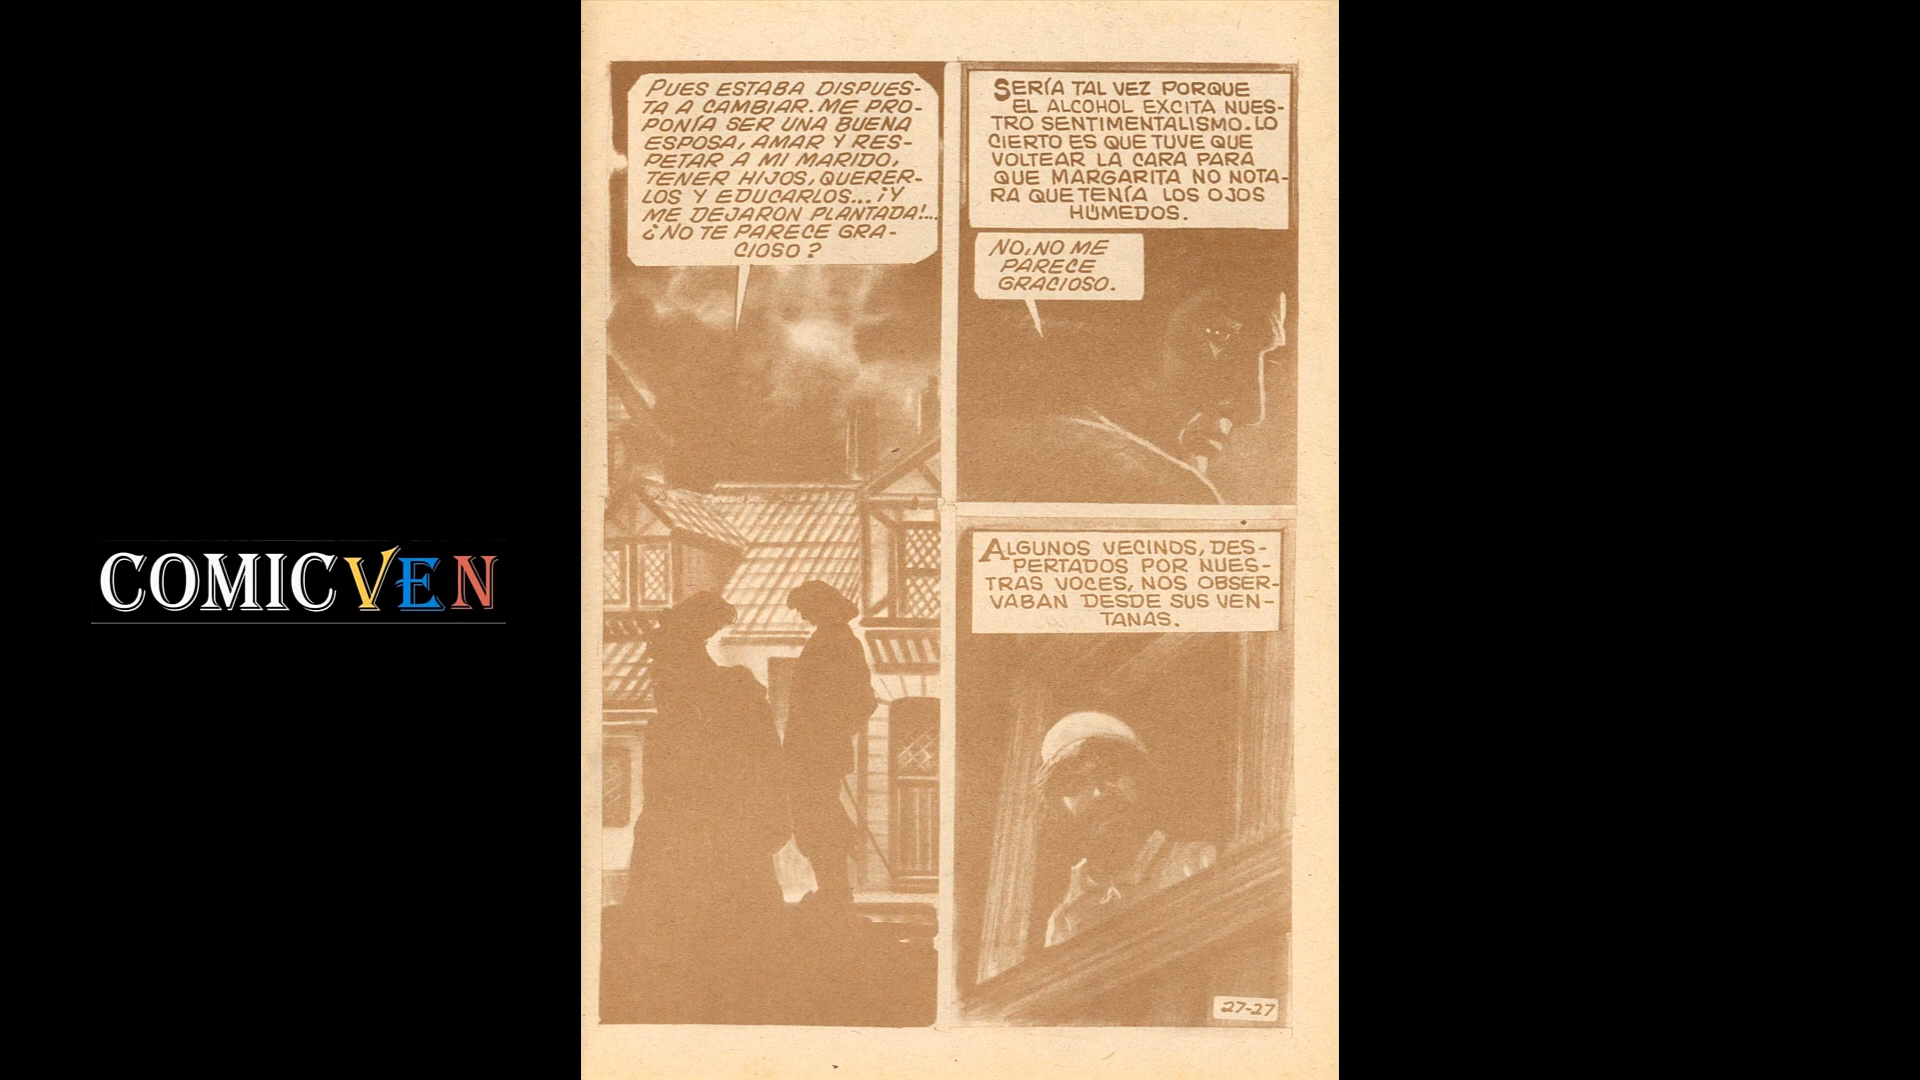 COMICVEN
PUES ESTABA DISPUES-
TA A CAMBIAR. ME PRO-
PONÍA SER UNA BUENA
ESPOSA, AMAR Y RES-
PETAR A MI MARIDO,
TENER HIJOS, QUERER-
LOS Y EDUCARLOS... ¡Y
ME DEJARON PLANTADA!...
¿NO TE PARECE GRA-
CIOSO?
SERÍA TAL VEZ PORQUE
EL ALCOHOL EXCITA NUES-
TRO SENTIMENTALISMO. LO
CIERTO ES QUE TUVE QUE
VOLTEAR LA CARA PARA
QUE MARGARITA NO NOTA-
RA QUE TENÍA LOS OJOS
HÚMEDOS.
NO, NO ME
PARECE
GRACIOSO.
ALGUNOS VECINOS, DES-
PERTADOS POR NUES-
TRAS VOCES, NOS OBSER-
VABAN DESDE SUS VEN-
TANAS.
27-27